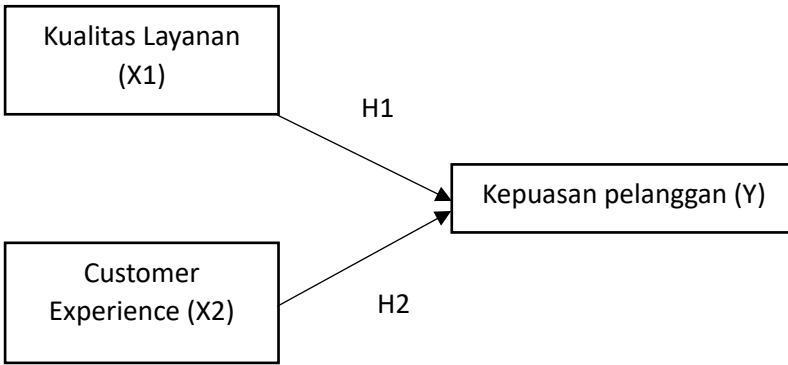 Kualitas Layanan
(X1)
H1
Kepuasan pelanggan (Y)
Customer
Experience (X2)
H2